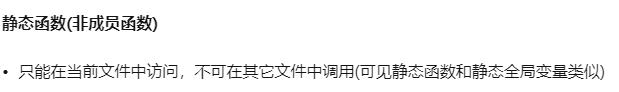 静态函数(非成员函数)
• 只能在当前文件中访问，不可在其它文件中调用(可见静态函数和静态全局变量类似)